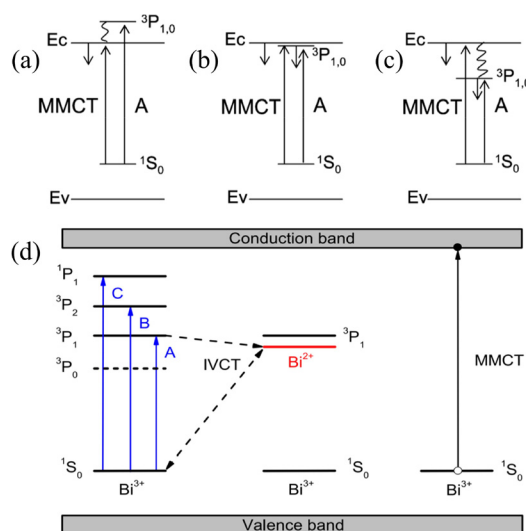 (a)
Ec
³P₁,₀
MMCT
A
¹S₀
Ev
(b)
Ec
³P₁,₀
MMCT
A
¹S₀
Ev
(c)
Ec
³P₁,₀
MMCT
A
¹S₀
Ev
(d)
Conduction band
¹P₁
C
³P₂
B
³P₁
A
³P₀
¹S₀
Bi³⁺
IVCT
³P₁
Bi²⁺
¹S₀
Bi³⁺
MMCT
¹S₀
Bi³⁺
Valence band